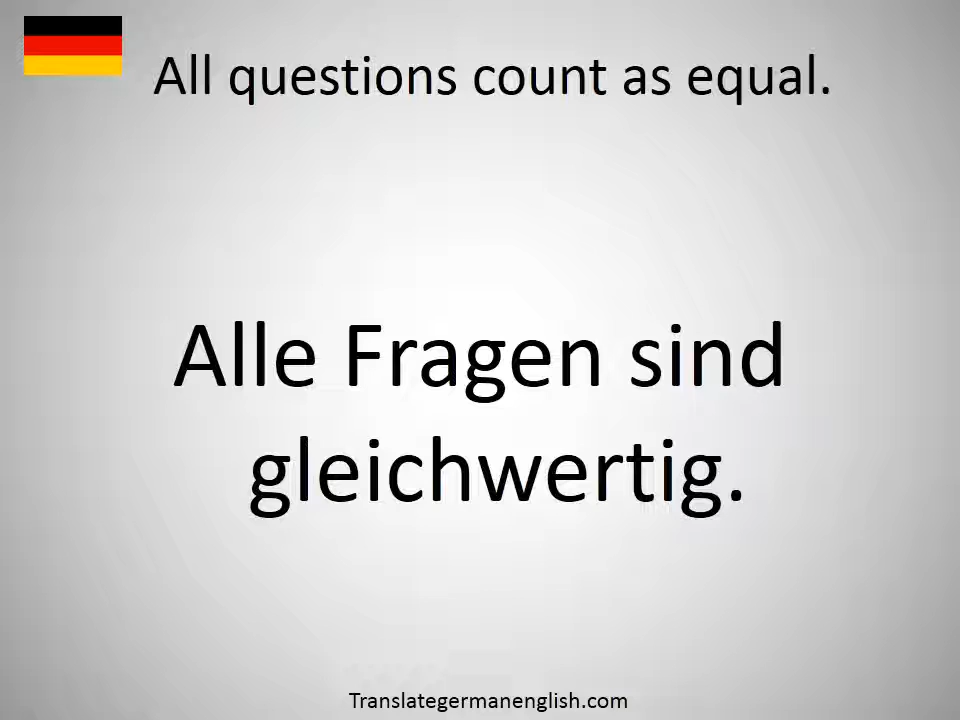 All questions count as equal.
Alle Fragen sind
gleichwertig.
Translategermanenglish.com